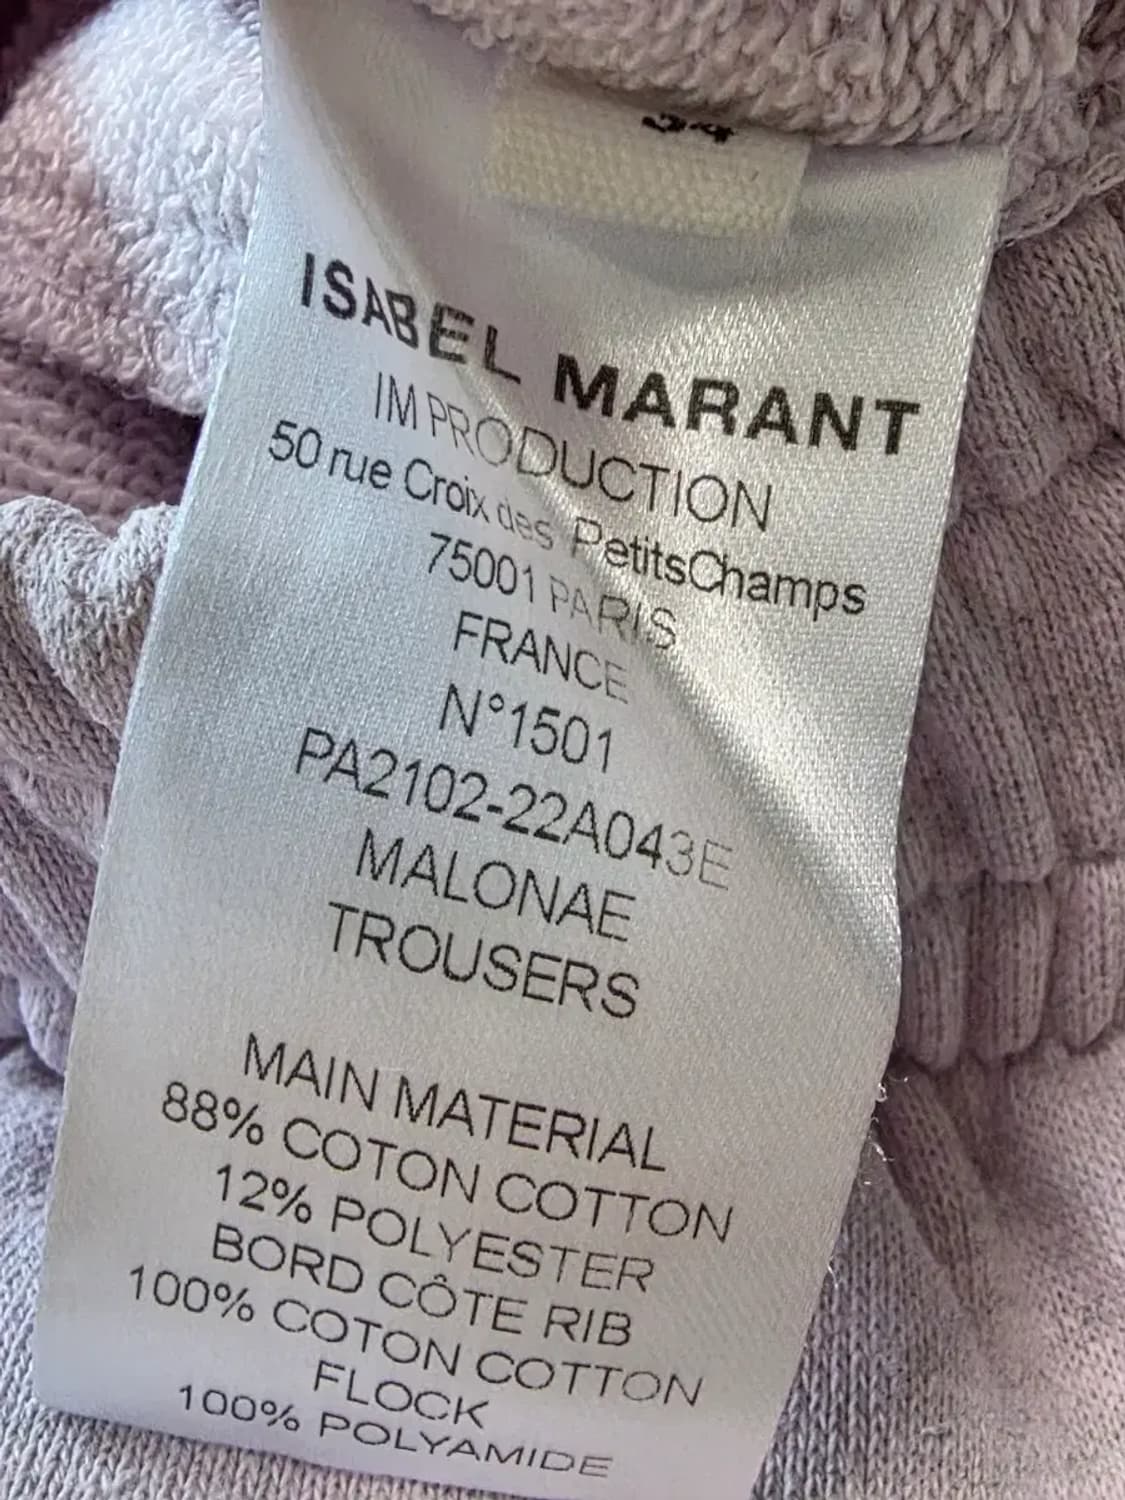 34
ISABEL MARANT
IM PRODUCTION
50 rue Croix des PetitsChamps
75001 PARIS
FRANCE
N°1501
PA2102-22A043E
MALONAE
TROUSERS
MAIN MATERIAL
88% COTON COTTON
12% POLYESTER
BORD CÔTE RIB
100% COTON COTTON
FLOCK
100% POLYAMIDE